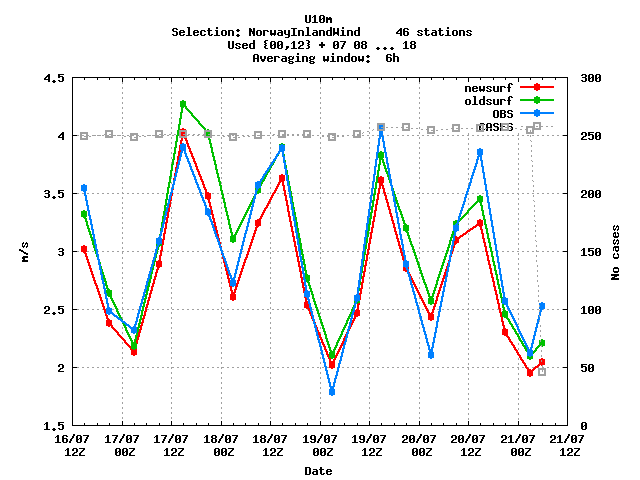 U10m
Selection: NorwayInlandWind 46 stations
Used {00,12} + 07 08 ... 18
Averaging window: 6h
newsurf
oldsurf
OBS
CASES
4.5
4
3.5
3
2.5
2
1.5
m/s
300
250
200
150
100
50
0
No cases
16/07 17/07 17/07 18/07 18/07 19/07 19/07 20/07 20/07 21/07 21/07
12Z 00Z 12Z 00Z 12Z 00Z 12Z 00Z 12Z 00Z 12Z
Date